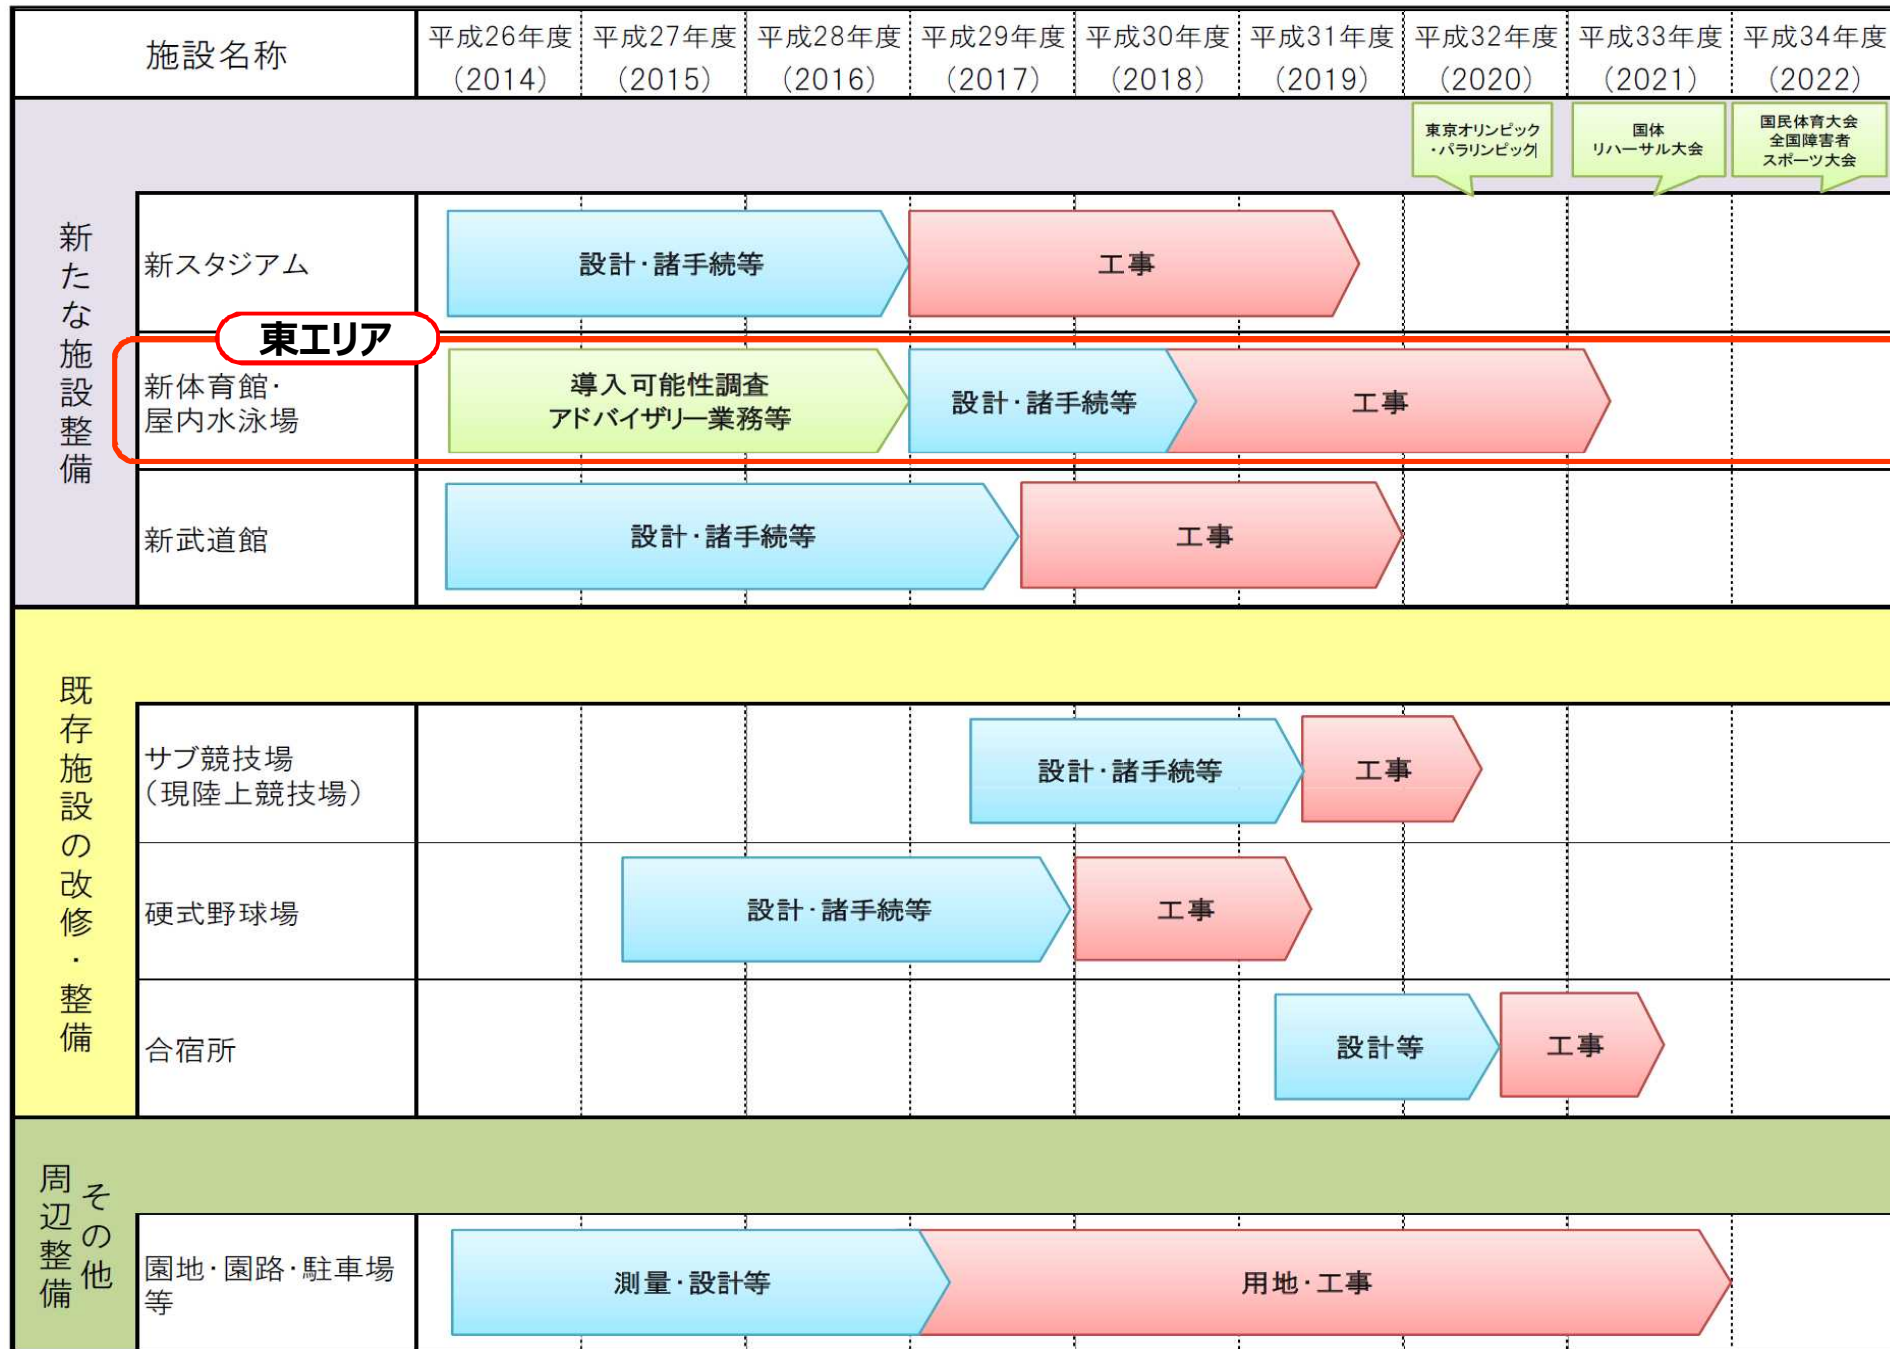 施設名称
平成26年度 平成27年度 平成28年度 平成29年度 平成30年度 平成31年度 平成32年度 平成33年度 平成34年度
(2014) (2015) (2016) (2017) (2018) (2019) (2020) (2021) (2022)
東京オリンピック
・パラリンピック
国体
リハーサル大会
国民体育大会
全国障害者
スポーツ大会
新たな施設整備
新スタジアム
設計・諸手続等
工事
東エリア
新体育館・
屋内水泳場
導入可能性調査
アドバイザリー業務等
設計・諸手続等
工事
新武道館
設計・諸手続等
工事
既存施設の改修・整備
サブ競技場
（現陸上競技場）
設計・諸手続等
工事
硬式野球場
設計・諸手続等
工事
合宿所
設計等
工事
その他
周辺整備
園地・園路・駐車場
等
測量・設計等
用地・工事